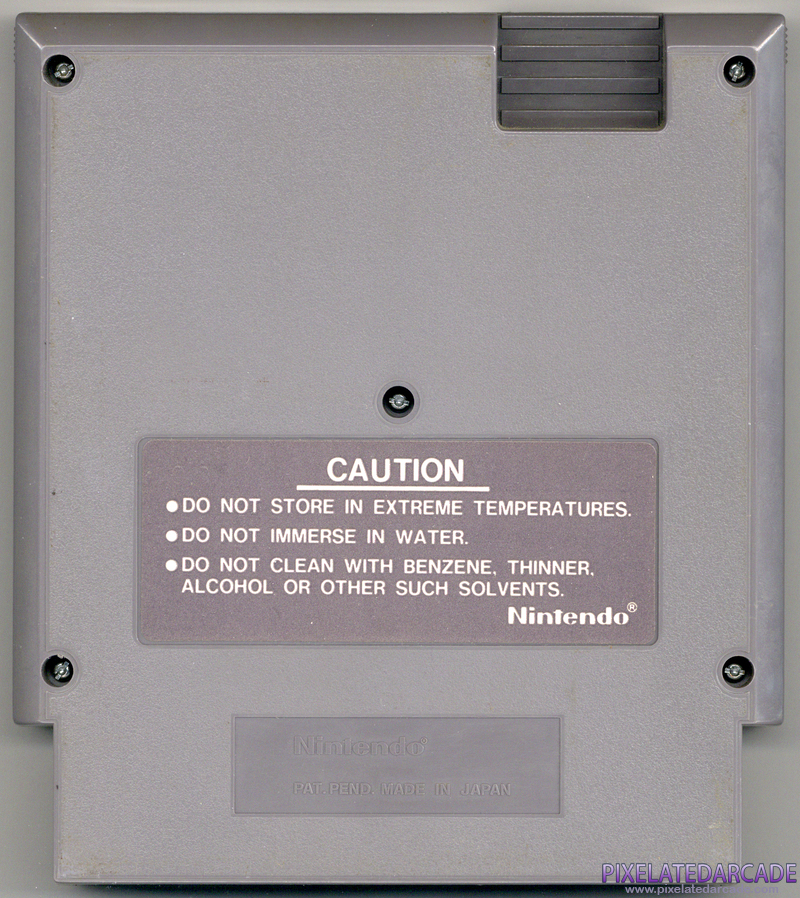 CAUTION
●DO NOT STORE IN EXTREME TEMPERATURES.
●DO NOT IMMERSE IN WATER.
●DO NOT CLEAN WITH BENZENE, THINNER,
ALCOHOL OR OTHER SUCH SOLVENTS.
Nintendo®
Nintendo®
PAT. PEND. MADE IN JAPAN
PIXELATEDARCADE
www.pixelatedarcade.com